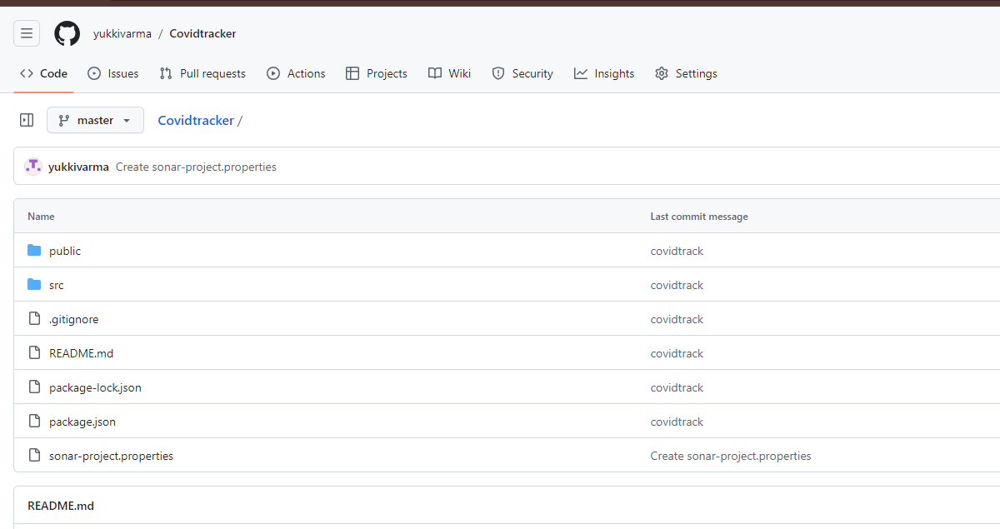 yukkivarma / Covidtracker
Code Issues Pull requests Actions Projects Wiki Security Insights Settings
master Covidtracker /
yukkivarma Create sonar-project.properties
Name Last commit message
public covidtrack
src covidtrack
.gitignore covidtrack
README.md covidtrack
package-lock.json covidtrack
package.json covidtrack
sonar-project.properties Create sonar-project.properties
README.md